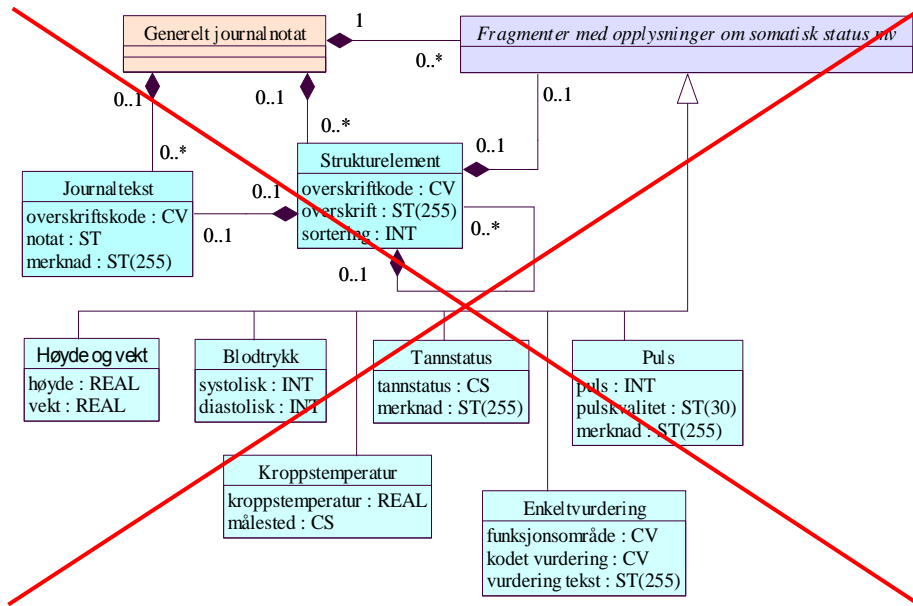 Generelt journalnotat
1
Fragmenter med opplysninger om somatisk status mv
0..*
0..1
0..1
0..1
0..*
0..*
0..1
Strukturelement
overskriftkode : CV
overskrift : ST(255)
sortering : INT
Journaltekst
overskriftskode : CV
notat : ST
merknad : ST(255)
0..1
0..1
0..*
0..1
Høyde og vekt
høyde : REAL
vekt : REAL
Blodtrykk
systolisk : INT
diastolisk : INT
Tannstatus
tannstatus : CS
merknad : ST(255)
Puls
puls : INT
pulskvalitet : ST(30)
merknad : ST(255)
Kroppstemperatur
kroppstemperatur : REAL
målested : CS
Enkeltvurdering
funksjonsområde : CV
kodet vurdering : CV
vurdering tekst : ST(255)